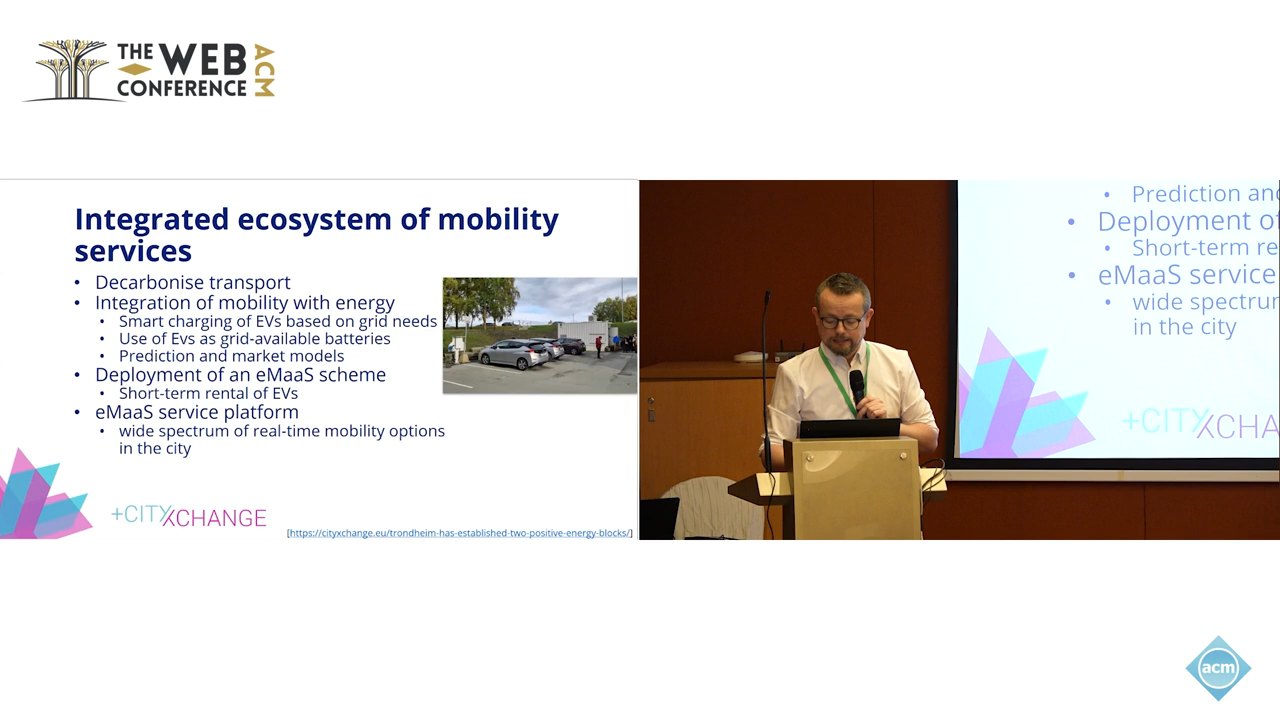 THE WEB
CONFERENCE
ACM
Integrated ecosystem of mobility
services
• Decarbonise transport
• Integration of mobility with energy
• Smart charging of EVs based on grid needs
• Use of Evs as grid-available batteries
• Prediction and market models
• Deployment of an eMaaS scheme
• Short-term rental of EVs
• eMaaS service platform
• wide spectrum of real-time mobility options
in the city
+CITYXCHANGE
[https://cityxchange.eu/trondheim-has-established-two-positive-energy-blocks/]
• Prediction and
• Deployment of
• Short-term re
• eMaaS service
• wide spectrum
in the city
+CITYXCHA
acm